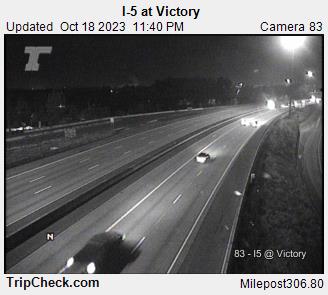 I-5 at Victory
Updated Oct 18 2023 11:40 PM Camera 83
T
N
83 - I5 @ Victory
TripCheck.com Milepost306.80